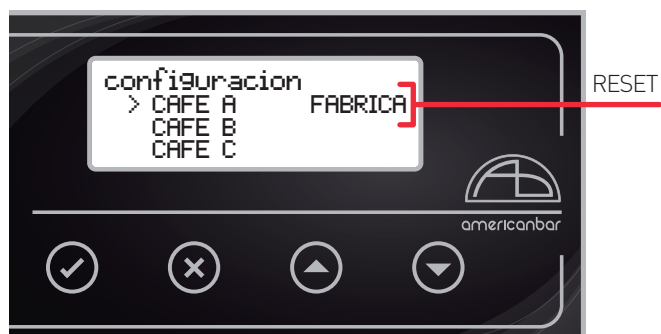 configuracion
> CAFE A FABRICA
CAFE B
CAFE C
RESET
americanbar